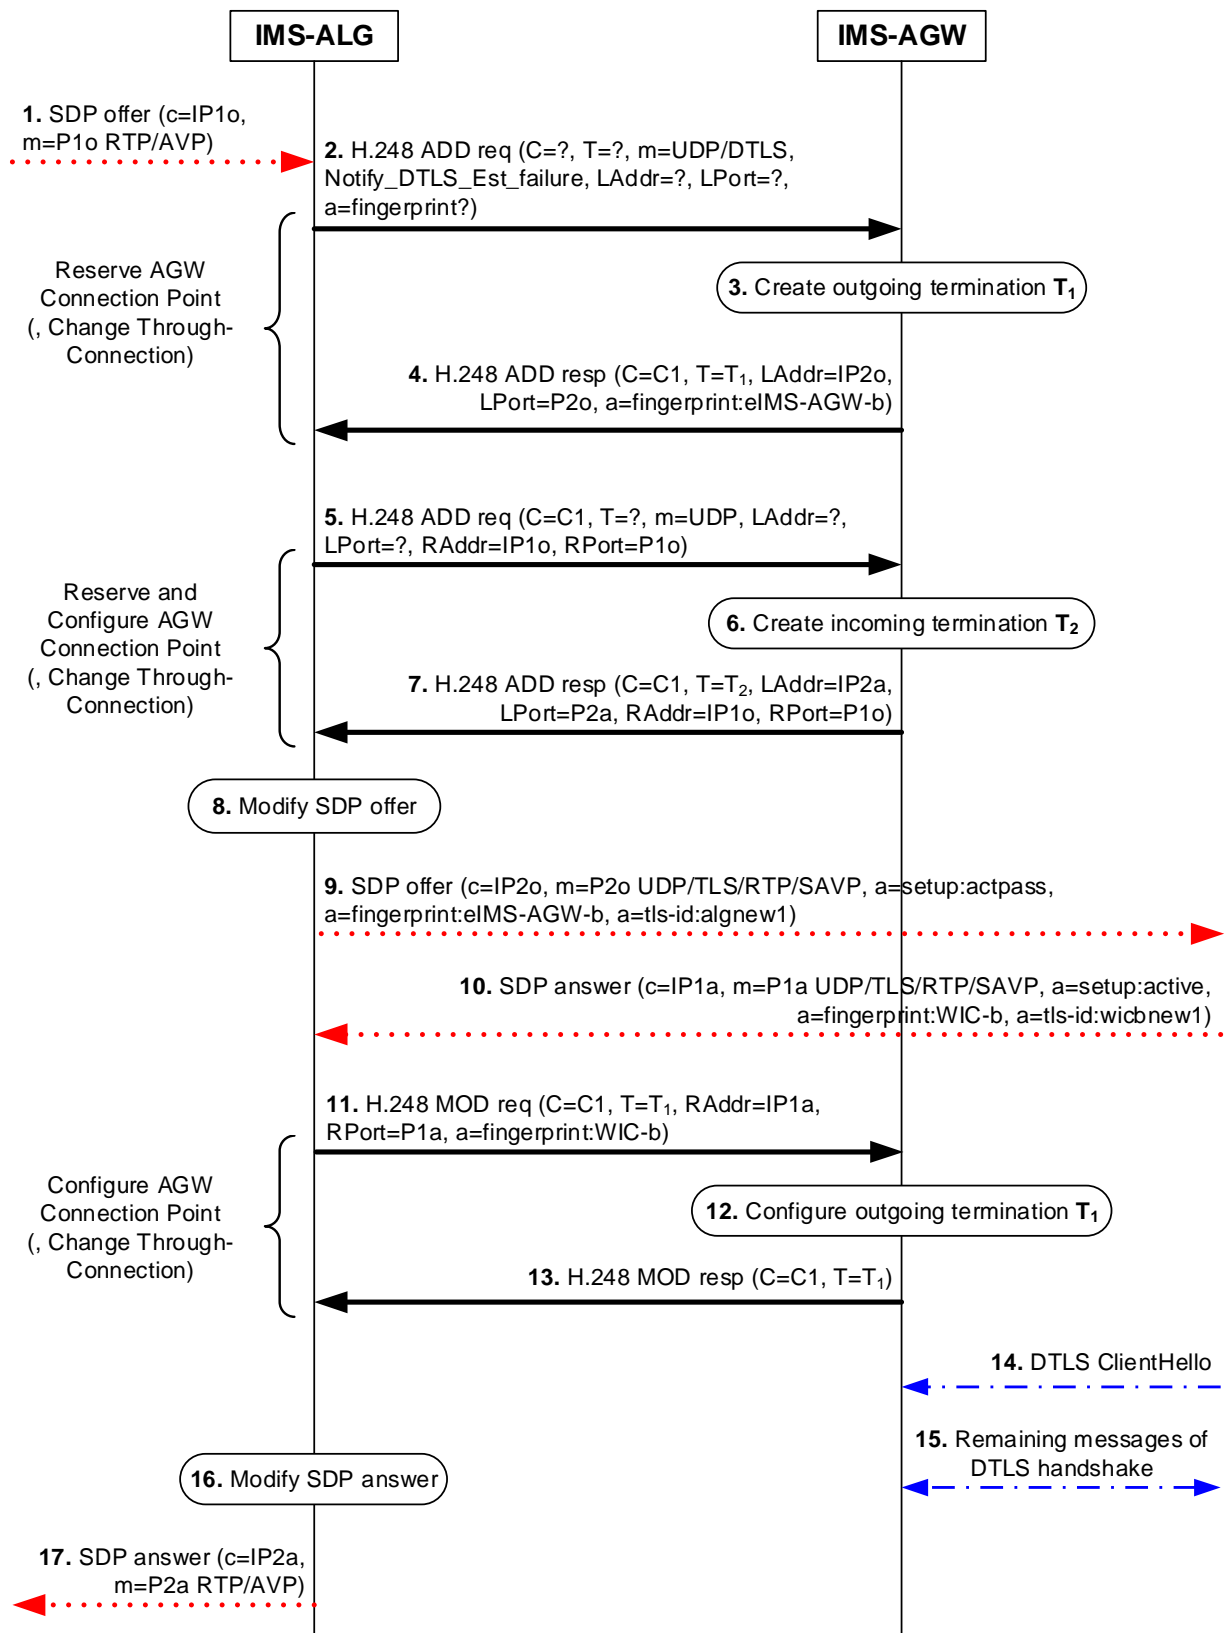 IMS-ALG
IMS-AGW
1. SDP offer (c=IP1o,
m=P1o RTP/AVP)
2. H.248 ADD req (C=?, T=?, m=UDP/DTLS,
Notify_DTLS_Est_failure, LAddr=?, LPort=?,
a=fingerprint?)
Reserve AGW
Connection Point
(, Change Through-
Connection)
3. Create outgoing termination T1
4. H.248 ADD resp (C=C1, T=T1, LAddr=IP2o,
LPort=P2o, a=fingerprint:eIMS-AGW-b)
5. H.248 ADD req (C=C1, T=?, m=UDP, LAddr=?,
LPort=?, RAddr=IP1o, RPort=P1o)
Reserve and
Configure AGW
Connection Point
(, Change Through-
Connection)
6. Create incoming termination T2
7. H.248 ADD resp (C=C1, T=T2, LAddr=IP2a,
LPort=P2a, RAddr=IP1o, RPort=P1o)
8. Modify SDP offer
9. SDP offer (c=IP2o, m=P2o UDP/TLS/RTP/SAVP, a=setup:actpass,
a=fingerprint:eIMS-AGW-b, a=tls-id:algnew1)
10. SDP answer (c=IP1a, m=P1a UDP/TLS/RTP/SAVP, a=setup:active,
a=fingerprint:WIC-b, a=tls-id:wicbnew1)
11. H.248 MOD req (C=C1, T=T1, RAddr=IP1a,
RPort=P1a, a=fingerprint:WIC-b)
Configure AGW
Connection Point
(, Change Through-
Connection)
12. Configure outgoing termination T1
13. H.248 MOD resp (C=C1, T=T1)
14. DTLS ClientHello
15. Remaining messages of
DTLS handshake
16. Modify SDP answer
17. SDP answer (c=IP2a,
m=P2a RTP/AVP)